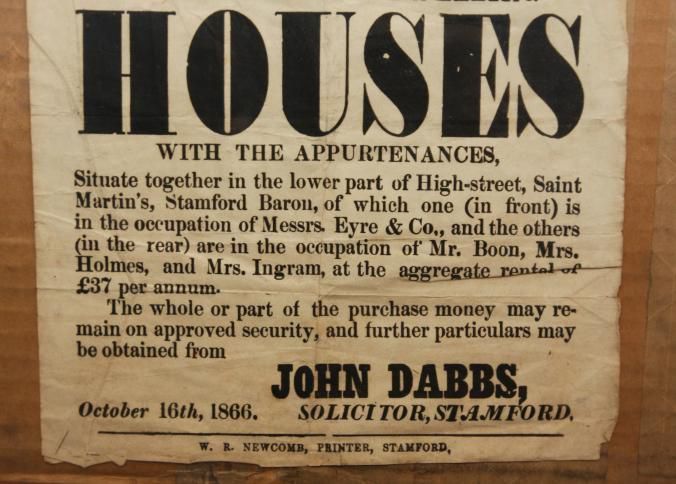 HOUSES
WITH THE APPURTENANCES,
Situate together in the lower part of High-street, Saint
Martin's, Stamford Baron, of which one (in front) is
in the occupation of Messrs. Eyre & Co., and the others
(in the rear) are in the occupation of Mr. Boon, Mrs.
Holmes, and Mrs. Ingram, at the aggregate rental of
£37 per annum.
The whole or part of the purchase money may re-
main on approved security, and further particulars may
be obtained from
JOHN DABBS,
October 16th, 1866. SOLICITOR, STAMFORD.
W. R. NEWCOMB, PRINTER, STAMFORD,